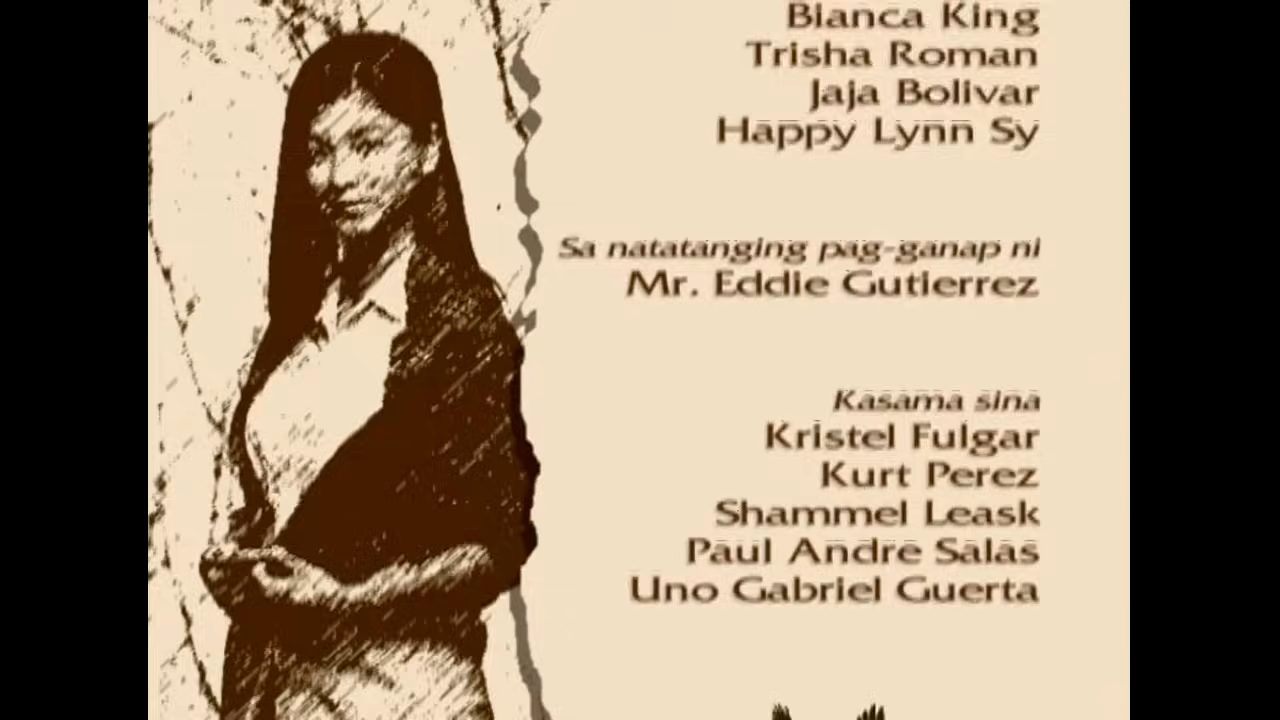 Bianca King
Trisha Roman
Jaja Bolivar
Happy Lynn Sy
Sa natatanging pag-ganap ni
Mr. Eddie Gutierrez
Kasama sina
Kristel Fulgar
Kurt Perez
Shammel Leask
Paul Andre Salas
Uno Gabriel Guerta